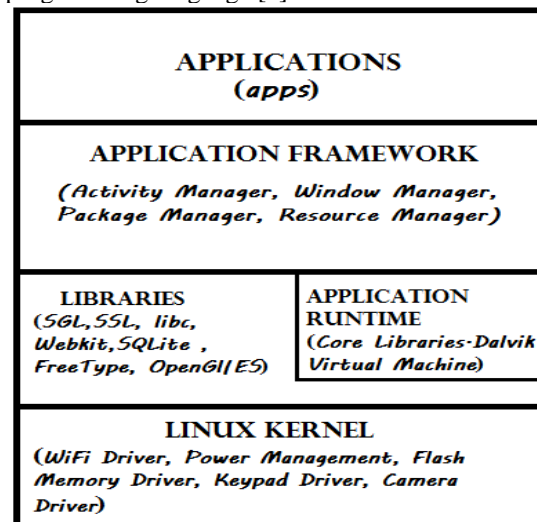 APPLICATIONS
(apps)
APPLICATION FRAMEWORK
(Activity Manager, Window Manager,
Package Manager, Resource Manager)
LIBRARIES
(SGL,SSL, libc,
Webkit,SQLite ,
FreeType, OpenGl/ES)
APPLICATION
RUNTIME
(Core Libraries-Dalvik
Virtual Machine)
LINUX KERNEL
(WiFi Driver, Power Management, Flash
Memory Driver, Keypad Driver, Camera
Driver)